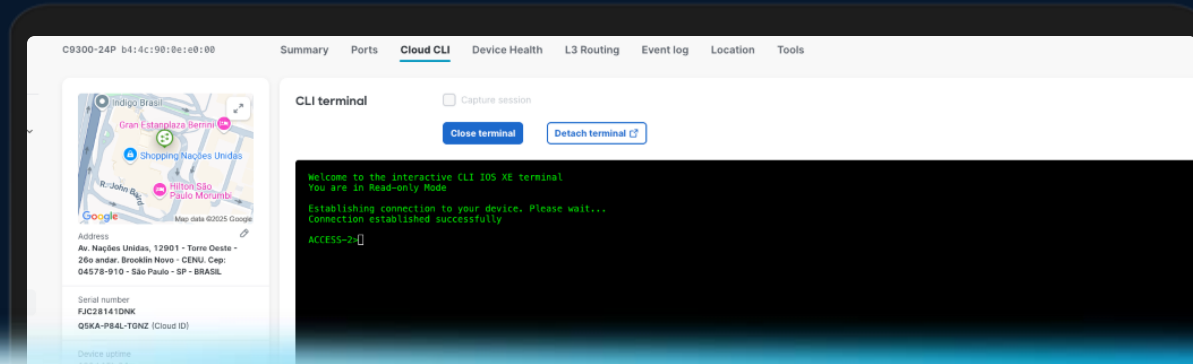 C9300-24P b4:4c:90:0e:e0:00
Summary Ports Cloud CLI Device Health L3 Routing Event log Location Tools
Indigo Brasil
Gran Estanplaza Berrini
Shopping Nações Unidas
R. John Baird
Hilton São
Paulo Morumbi
Google
Map data ©2025 Google
Address
Av. Nações Unidas, 12901 - Torre Oeste -
26o andar. Brooklin Novo - CENU. Cep:
04578-910 - São Paulo - SP - BRASIL
Serial number
FJC28141DNK
Q5KA-P84L-TGNZ (Cloud ID)
Device uptime
CLI terminal
Capture session
Close terminal
Detach terminal
Welcome to the interactive CLI IOS XE terminal
You are in Read-only Mode
Establishing connection to your device. Please wait...
Connection established successfully
ACCESS-2>